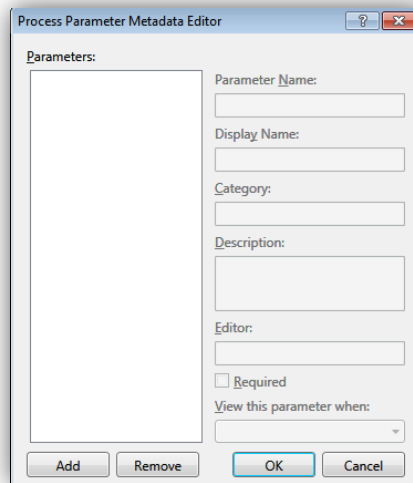 Process Parameter Metadata Editor
?
Parameters:
Parameter Name:
Display Name:
Category:
Description:
Editor:
Required
View this parameter when:
Add
Remove
OK
Cancel